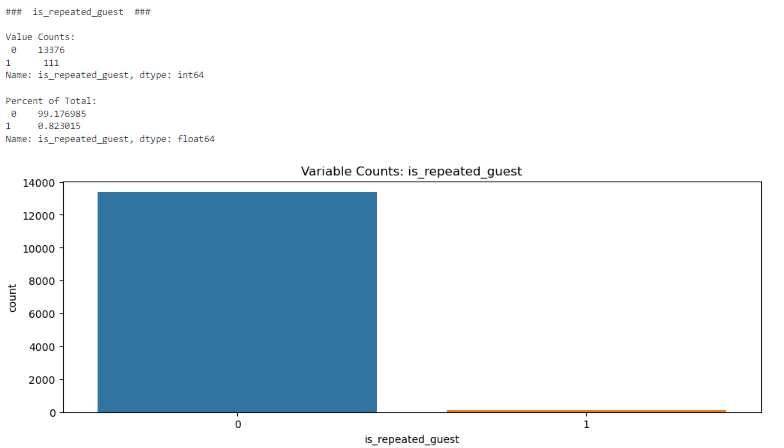 ###  is_repeated_guest  ###
Value Counts:
0    13376
1      111
Name: is_repeated_guest, dtype: int64
Percent of Total:
0    99.176985
1     0.823015
Name: is_repeated_guest, dtype: float64
Variable Counts: is_repeated_guest
14000
12000
10000
8000
6000
4000
2000
0
count
0 1
is_repeated_guest